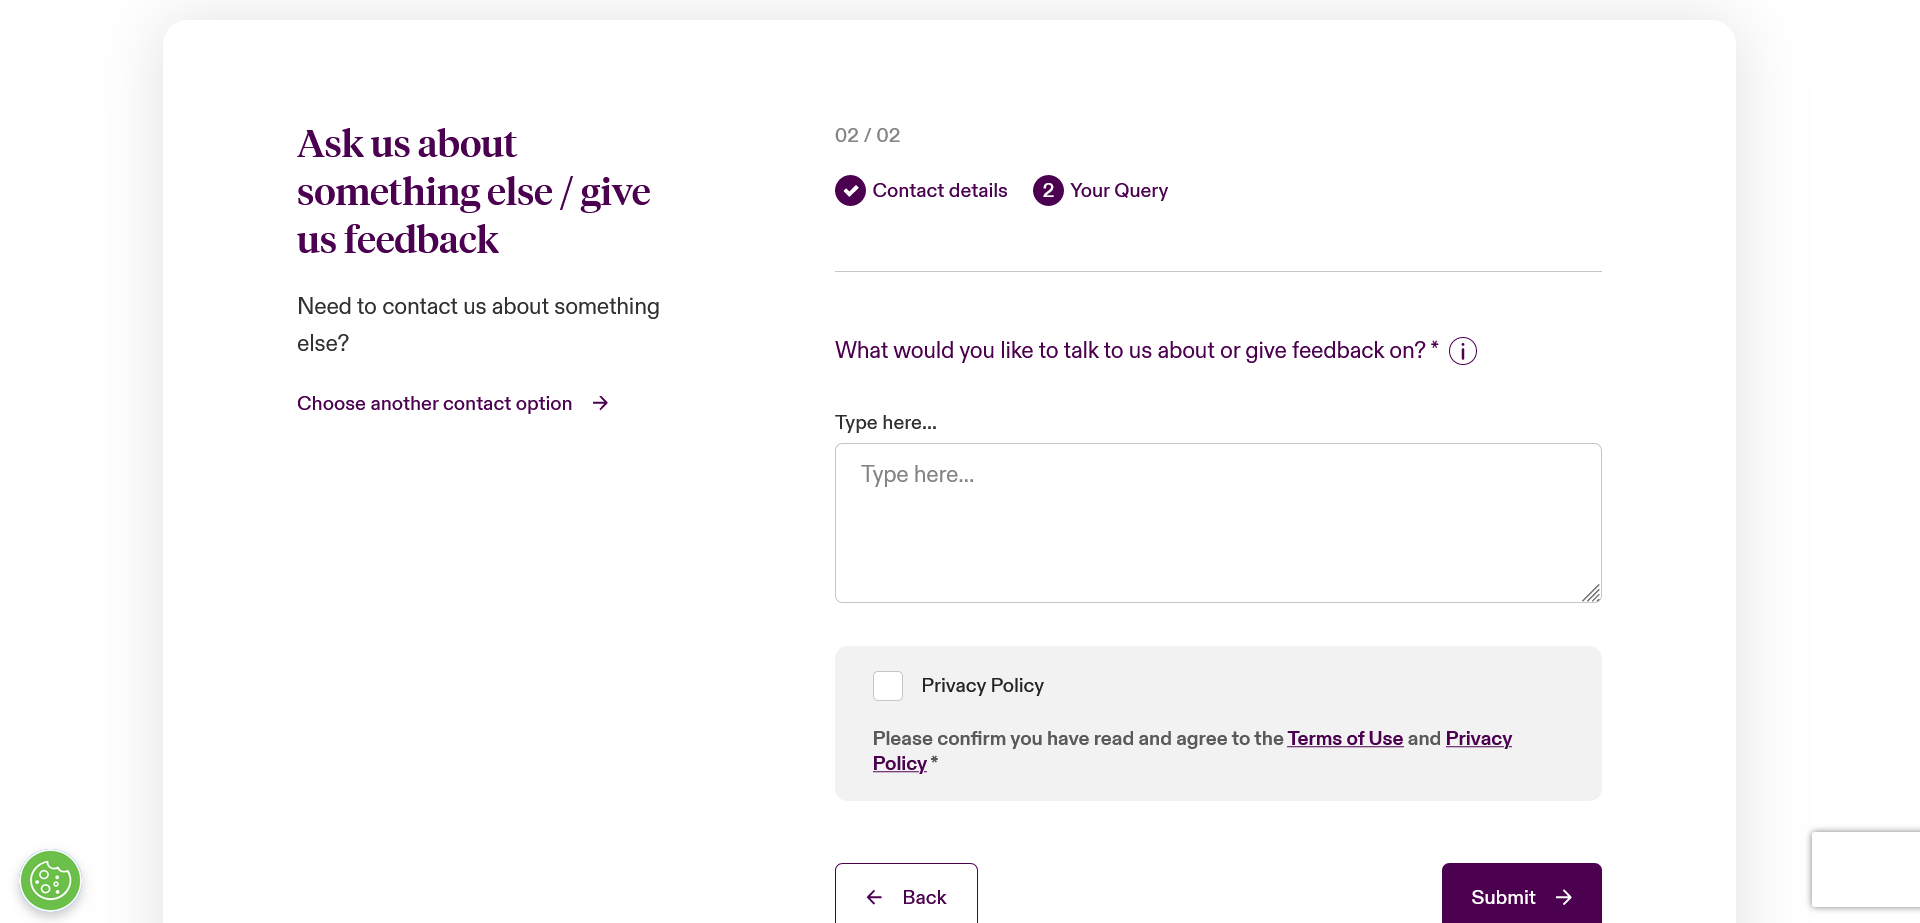 Ask us about
something else / give
us feedback
Need to contact us about something
else?
Choose another contact option
02 / 02
Contact details
2 Your Query
What would you like to talk to us about or give feedback on? *
Type here...
Type here...
Privacy Policy
Please confirm you have read and agree to the Terms of Use and Privacy
Policy *
Back
Submit